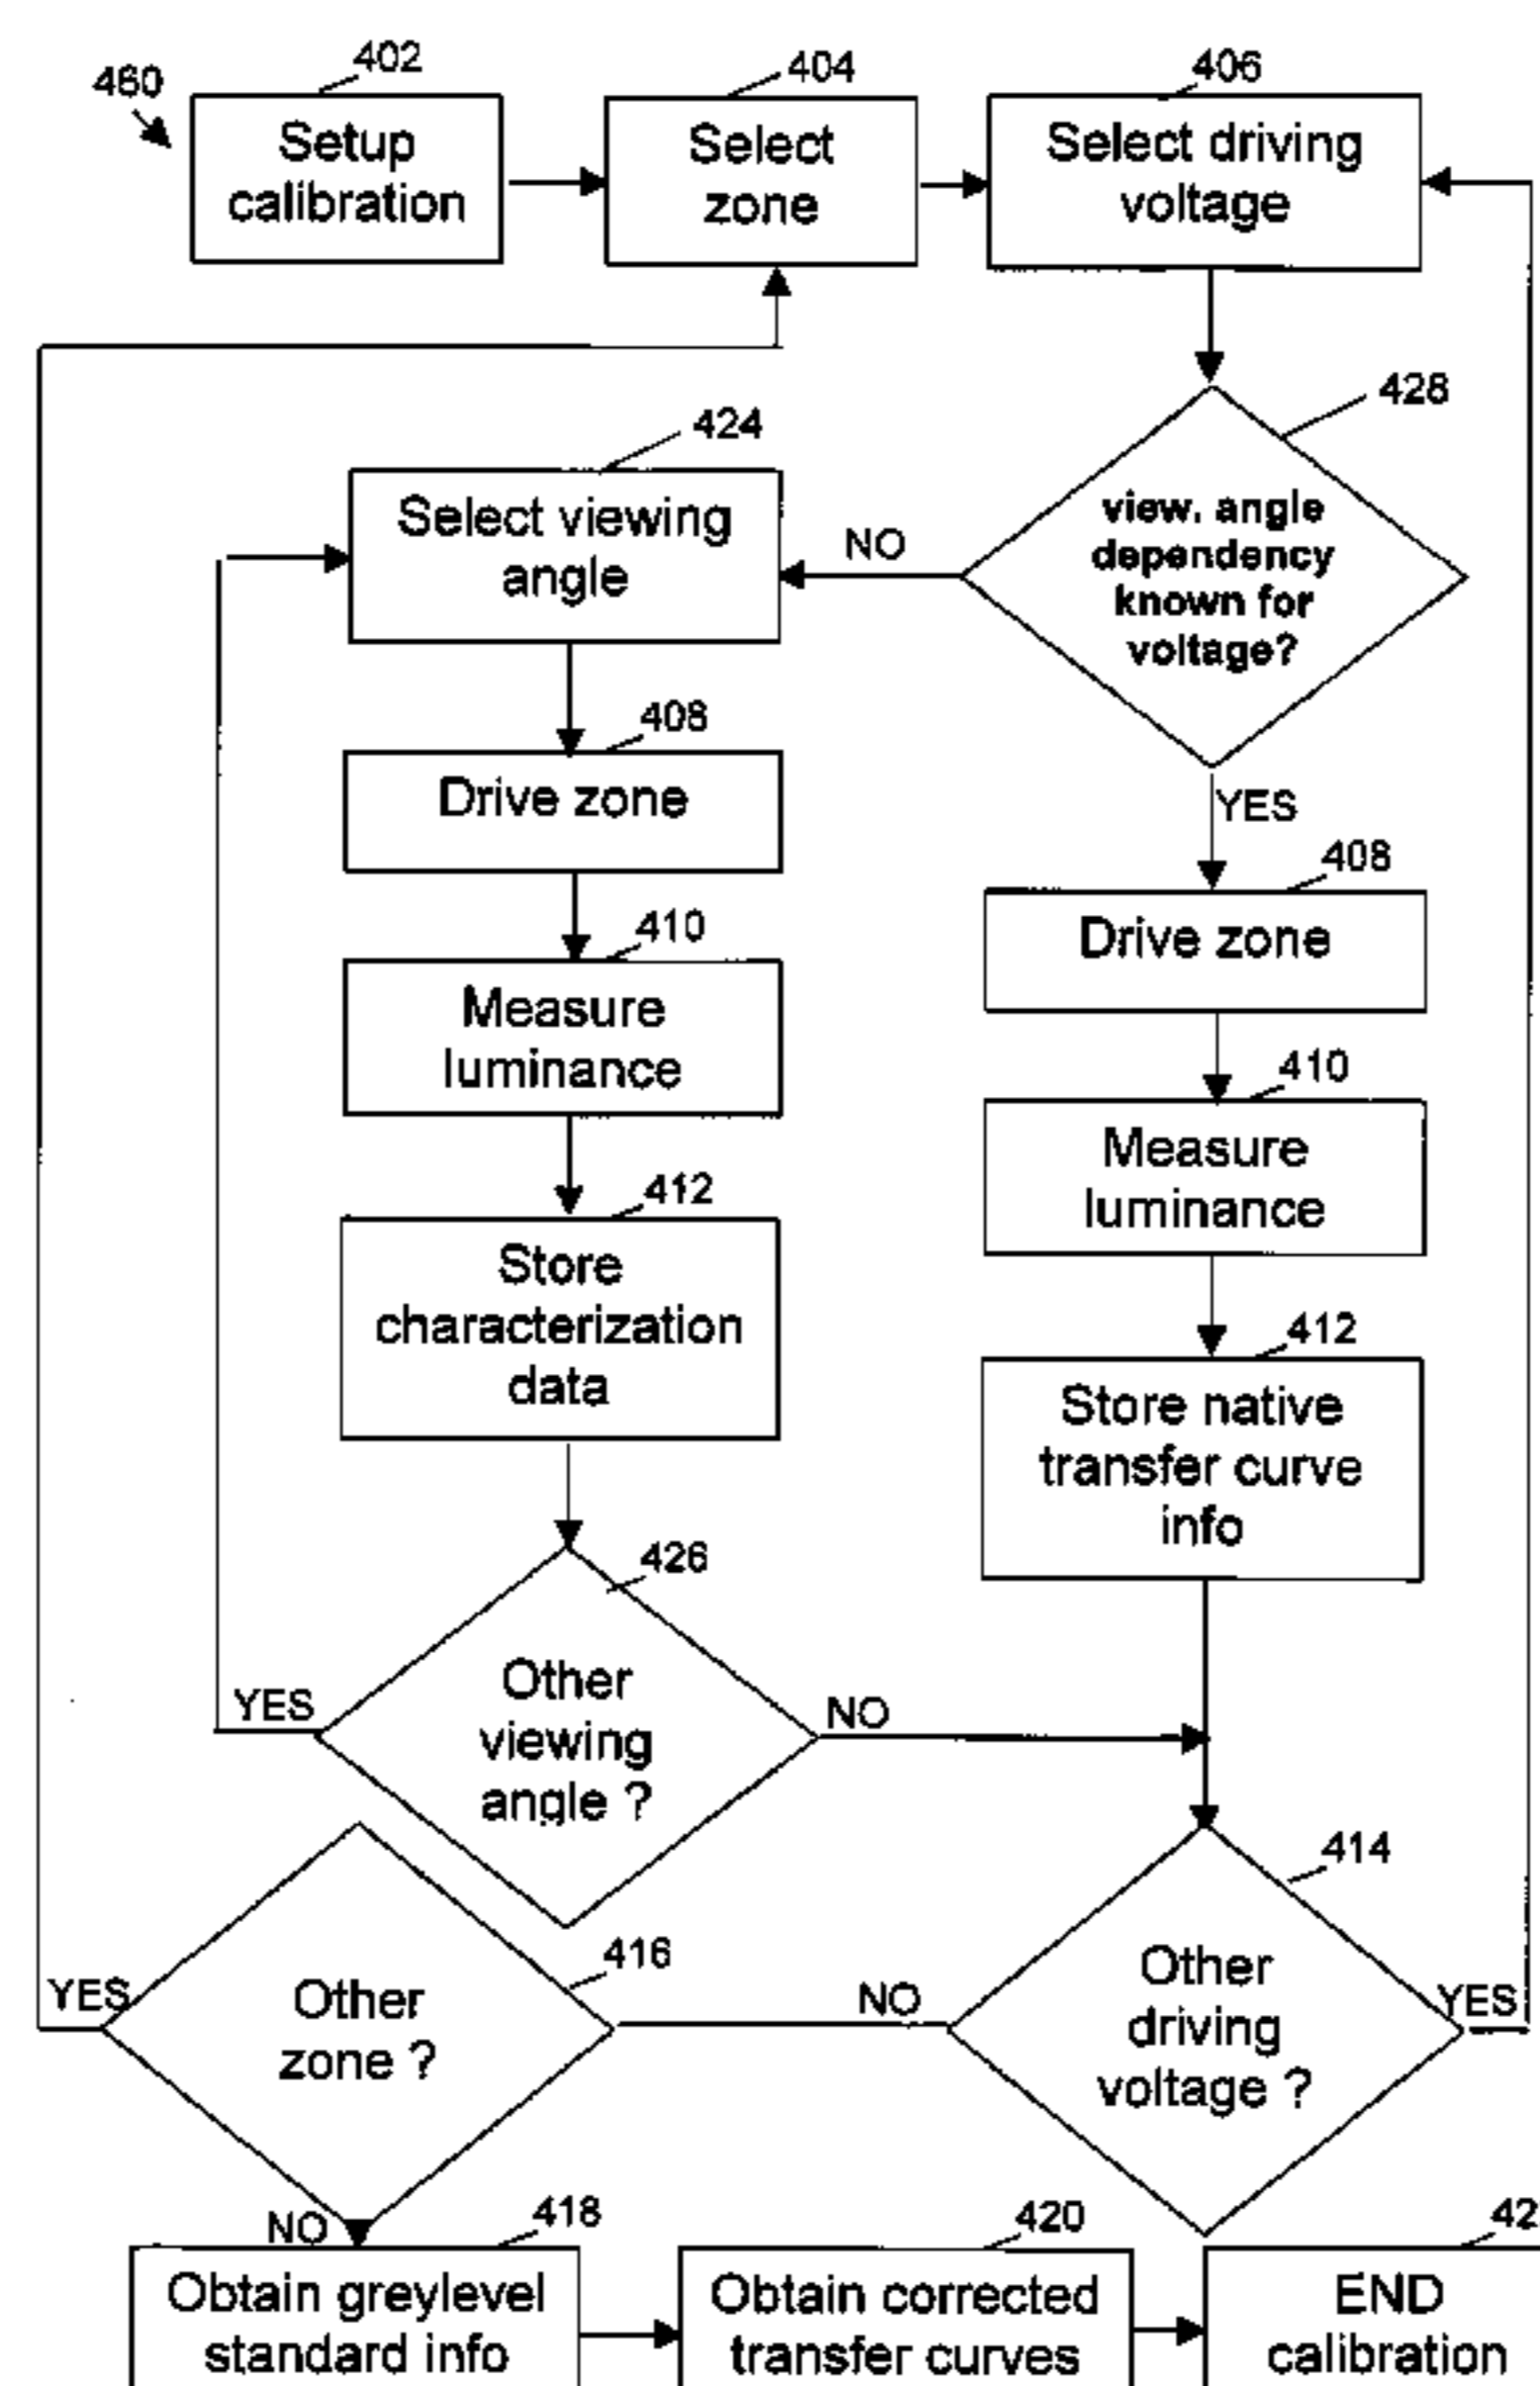 460
402
Setup
calibration
404
Select
zone
406
Select driving
voltage
428
view. angle
dependency
known for
voltage?
NO
424
Select viewing
angle
408
Drive zone
410
Measure
luminance
412
Store
characterization
data
426
Other
viewing
angle ?
YES
NO
YES
408
Drive zone
410
Measure
luminance
412
Store native
transfer curve
info
414
Other
driving
voltage ?
YES
NO
416
Other
zone ?
YES
NO
418
Obtain greylevel
standard info
420
Obtain corrected
transfer curves
42
END
calibration